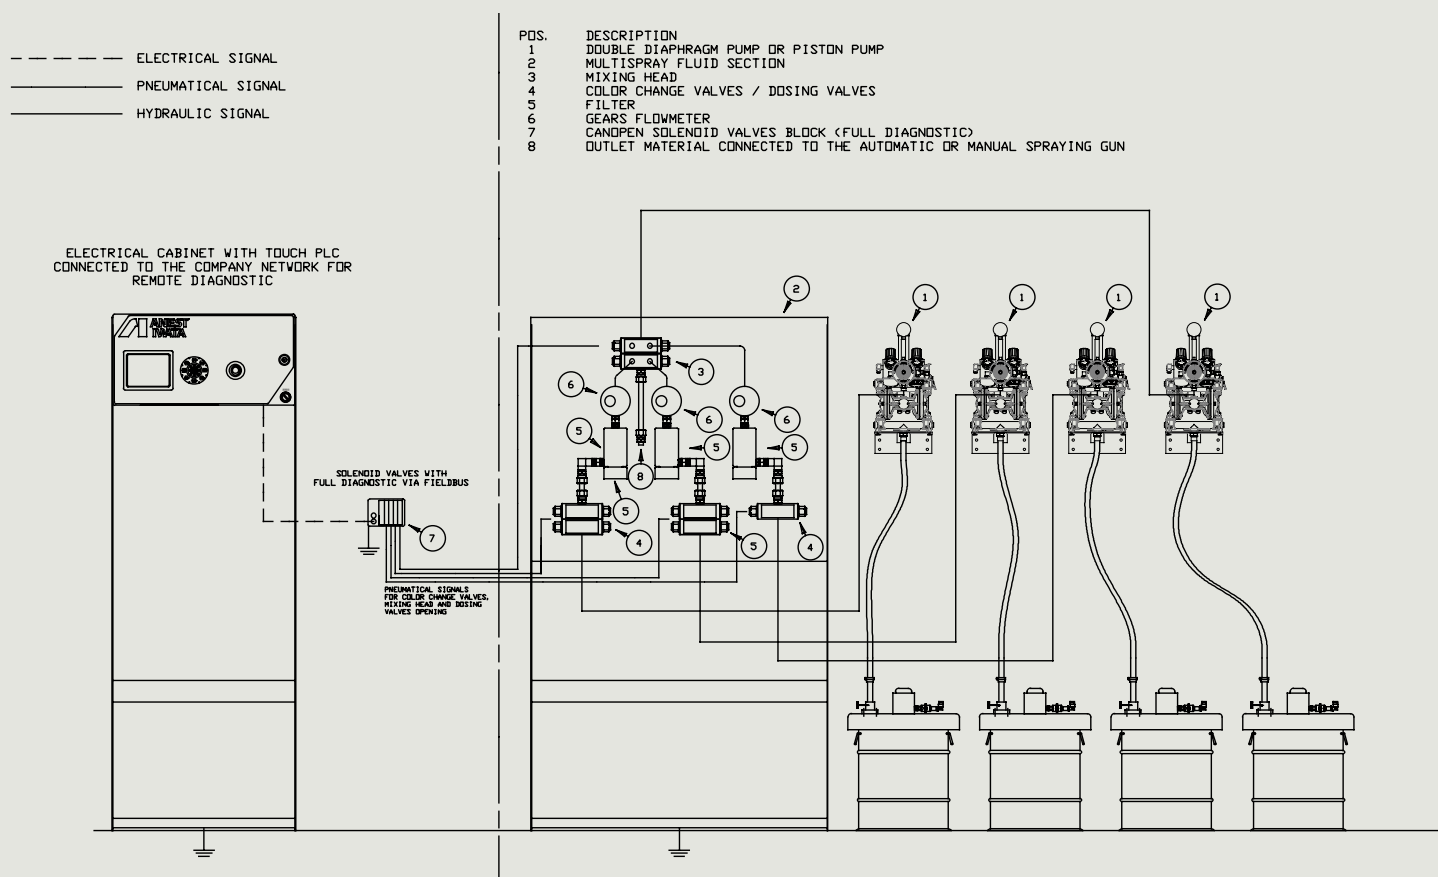 ELECTRICAL SIGNAL
PNEUMATICAL SIGNAL
HYDRAULIC SIGNAL
POS. DESCRIPTION
1 DOUBLE DIAPHRAGM PUMP OR PISTON PUMP
2 MULTISPRAY FLUID SECTION
3 MIXING HEAD
4 COLOR CHANGE VALVES / DOSING VALVES
5 FILTER
6 GEARS FLOWMETER
7 CANOPEN SOLENOID VALVES BLOCK (FULL DIAGNOSTIC)
8 OUTLET MATERIAL CONNECTED TO THE AUTOMATIC OR MANUAL SPRAYING GUN
ELECTRICAL CABINET WITH TOUCH PLC
CONNECTED TO THE COMPANY NETWORK FOR
REMOTE DIAGNOSTIC
ANEST
IWATA
SOLENOID VALVES WITH
FULL DIAGNOSTIC VIA FIELDBUS
7
PNEUMATICAL SIGNALS
FOR COLOR CHANGE VALVES,
MIXING HEAD AND DOSING
VALVES OPENING
2
1
1
1
1
3
6
6
6
5
5
5
8
5
4
5
4